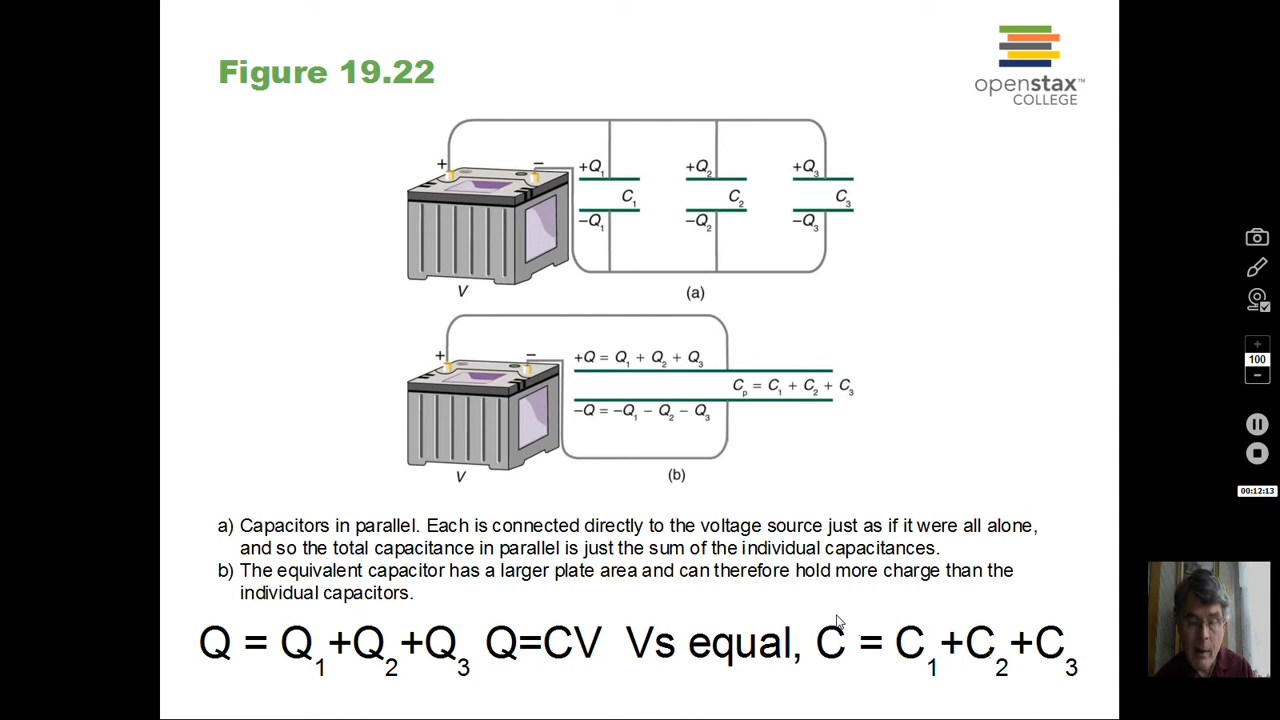 Figure 19.22
openstax™
COLLEGE
+ −
+Q1 +Q2 +Q3
C1 C2 C3
−Q1 −Q2 −Q3
V
(a)
+ −
+Q = Q1 + Q2 + Q3
Cp = C1 + C2 + C3
−Q = −Q1 − Q2 − Q3
V
(b)
a) Capacitors in parallel. Each is connected directly to the voltage source just as if it were all alone,
and so the total capacitance in parallel is just the sum of the individual capacitances.
b) The equivalent capacitor has a larger plate area and can therefore hold more charge than the
individual capacitors.
Q = Q1+Q2+Q3 Q=CV Vs equal, C = C1+C2+C3
+
100
−
00:12:13